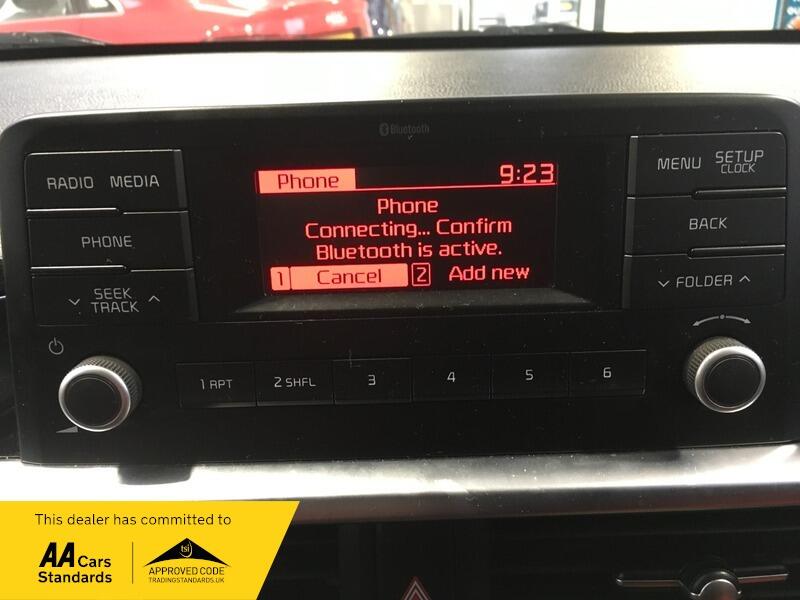 Bluetooth
RADIO MEDIA
PHONE
SEEK
TRACK
Phone 9:23
Phone
Connecting... Confirm
Bluetooth is active.
1 Cancel 2 Add new
MENU SETUP
CLOCK
BACK
FOLDER
1 RPT 2 SHFL 3 4 5 6
This dealer has committed to
AA Cars
Standards
tsi
APPROVED CODE
TRADINGSTANDARDS.UK